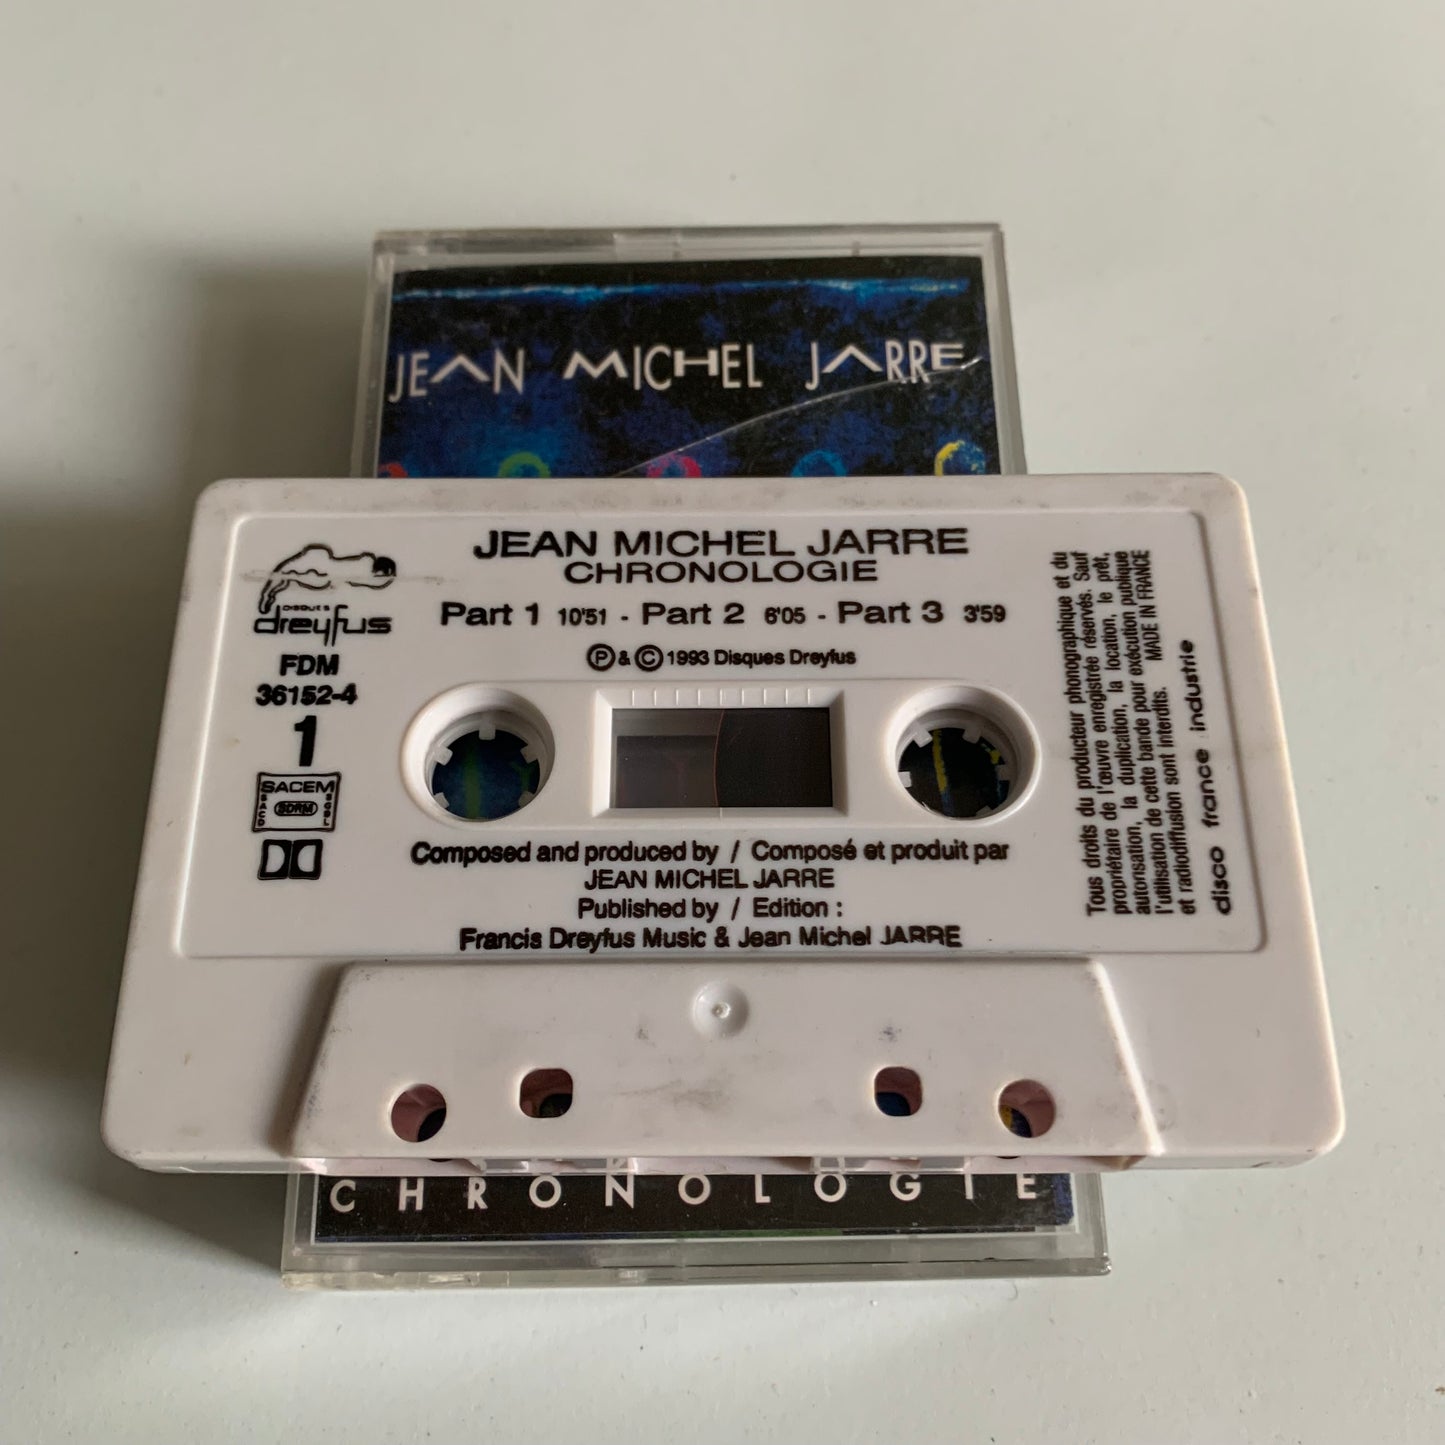 JEAN MICHEL JARRE
JEAN MICHEL JARRE
CHRONOLOGIE
Part 1 10'51 - Part 2 6'05 - Part 3 3'59
Ⓟ & © 1993 Disques Dreyfus
DISQUES
dreyfus
FDM
36152-4
1
SACEM
SACD
SDRM
SGDL
Composed and produced by / Composé et produit par
JEAN MICHEL JARRE
Published by / Edition :
Francis Dreyfus Music & Jean Michel JARRE
Tous droits du producteur phonographique et du
propriétaire de l'œuvre enregistrée réservés. Sauf
autorisation, la duplication, la location, le prêt,
l'utilisation de cette bande pour exécution publique
et radiodiffusion sont interdits. MADE IN FRANCE
disco france industrie
CHRONOLOGIE